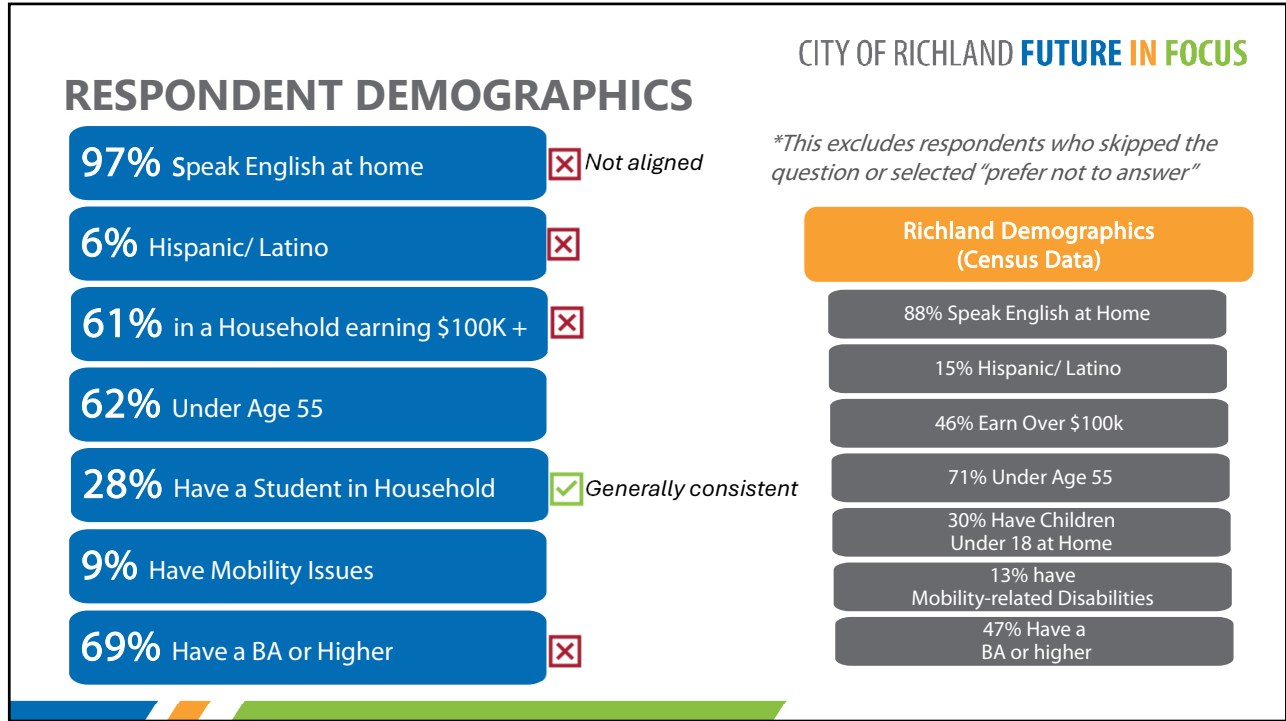 CITY OF RICHLAND FUTURE IN FOCUS
RESPONDENT DEMOGRAPHICS
97% Speak English at home
Not aligned
6% Hispanic/ Latino
61% in a Household earning $100K +
62% Under Age 55
28% Have a Student in Household
Generally consistent
9% Have Mobility Issues
69% Have a BA or Higher
*This excludes respondents who skipped the
question or selected “prefer not to answer”
Richland Demographics
(Census Data)
88% Speak English at Home
15% Hispanic/ Latino
46% Earn Over $100k
71% Under Age 55
30% Have Children
Under 18 at Home
13% have
Mobility-related Disabilities
47% Have a
BA or higher